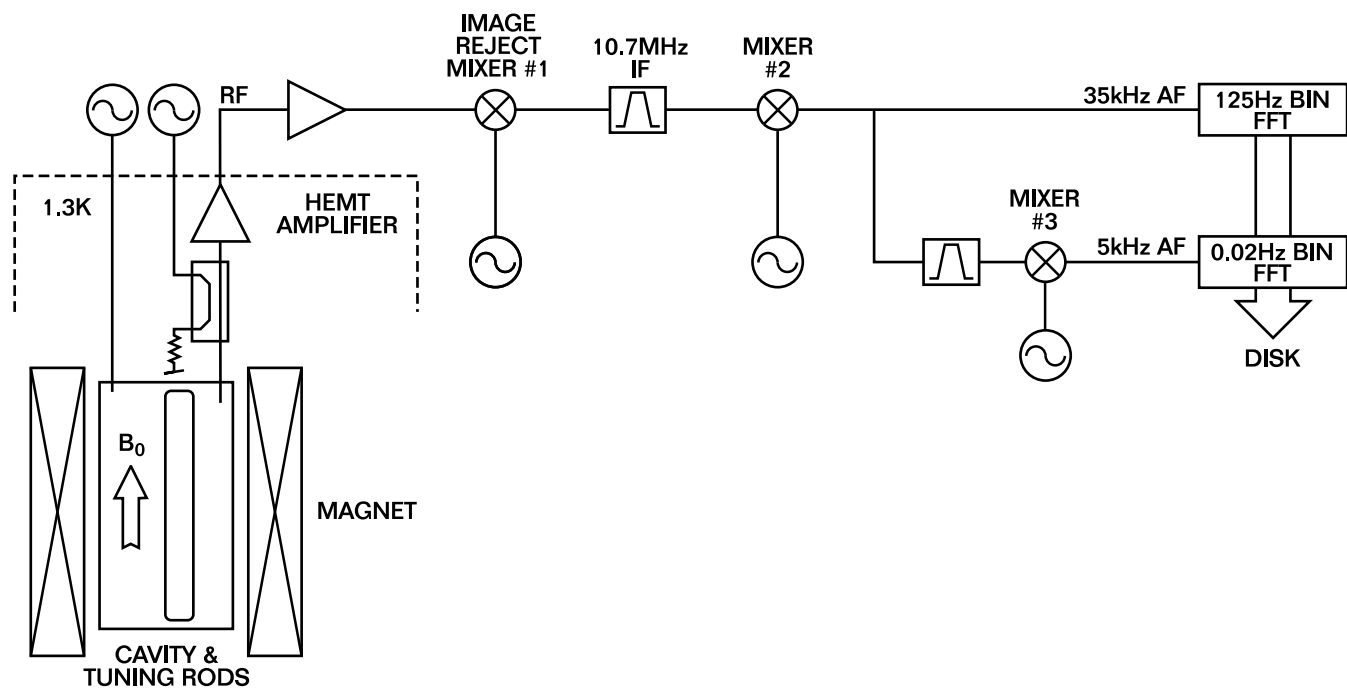 IMAGE
REJECT
MIXER #1
10.7MHz
IF
MIXER
#2
RF
35kHz AF
125Hz BIN
FFT
1.3K
HEMT
AMPLIFIER
MIXER
#3
5kHz AF
0.02Hz BIN
FFT
DISK
B₀
MAGNET
CAVITY &
TUNING RODS